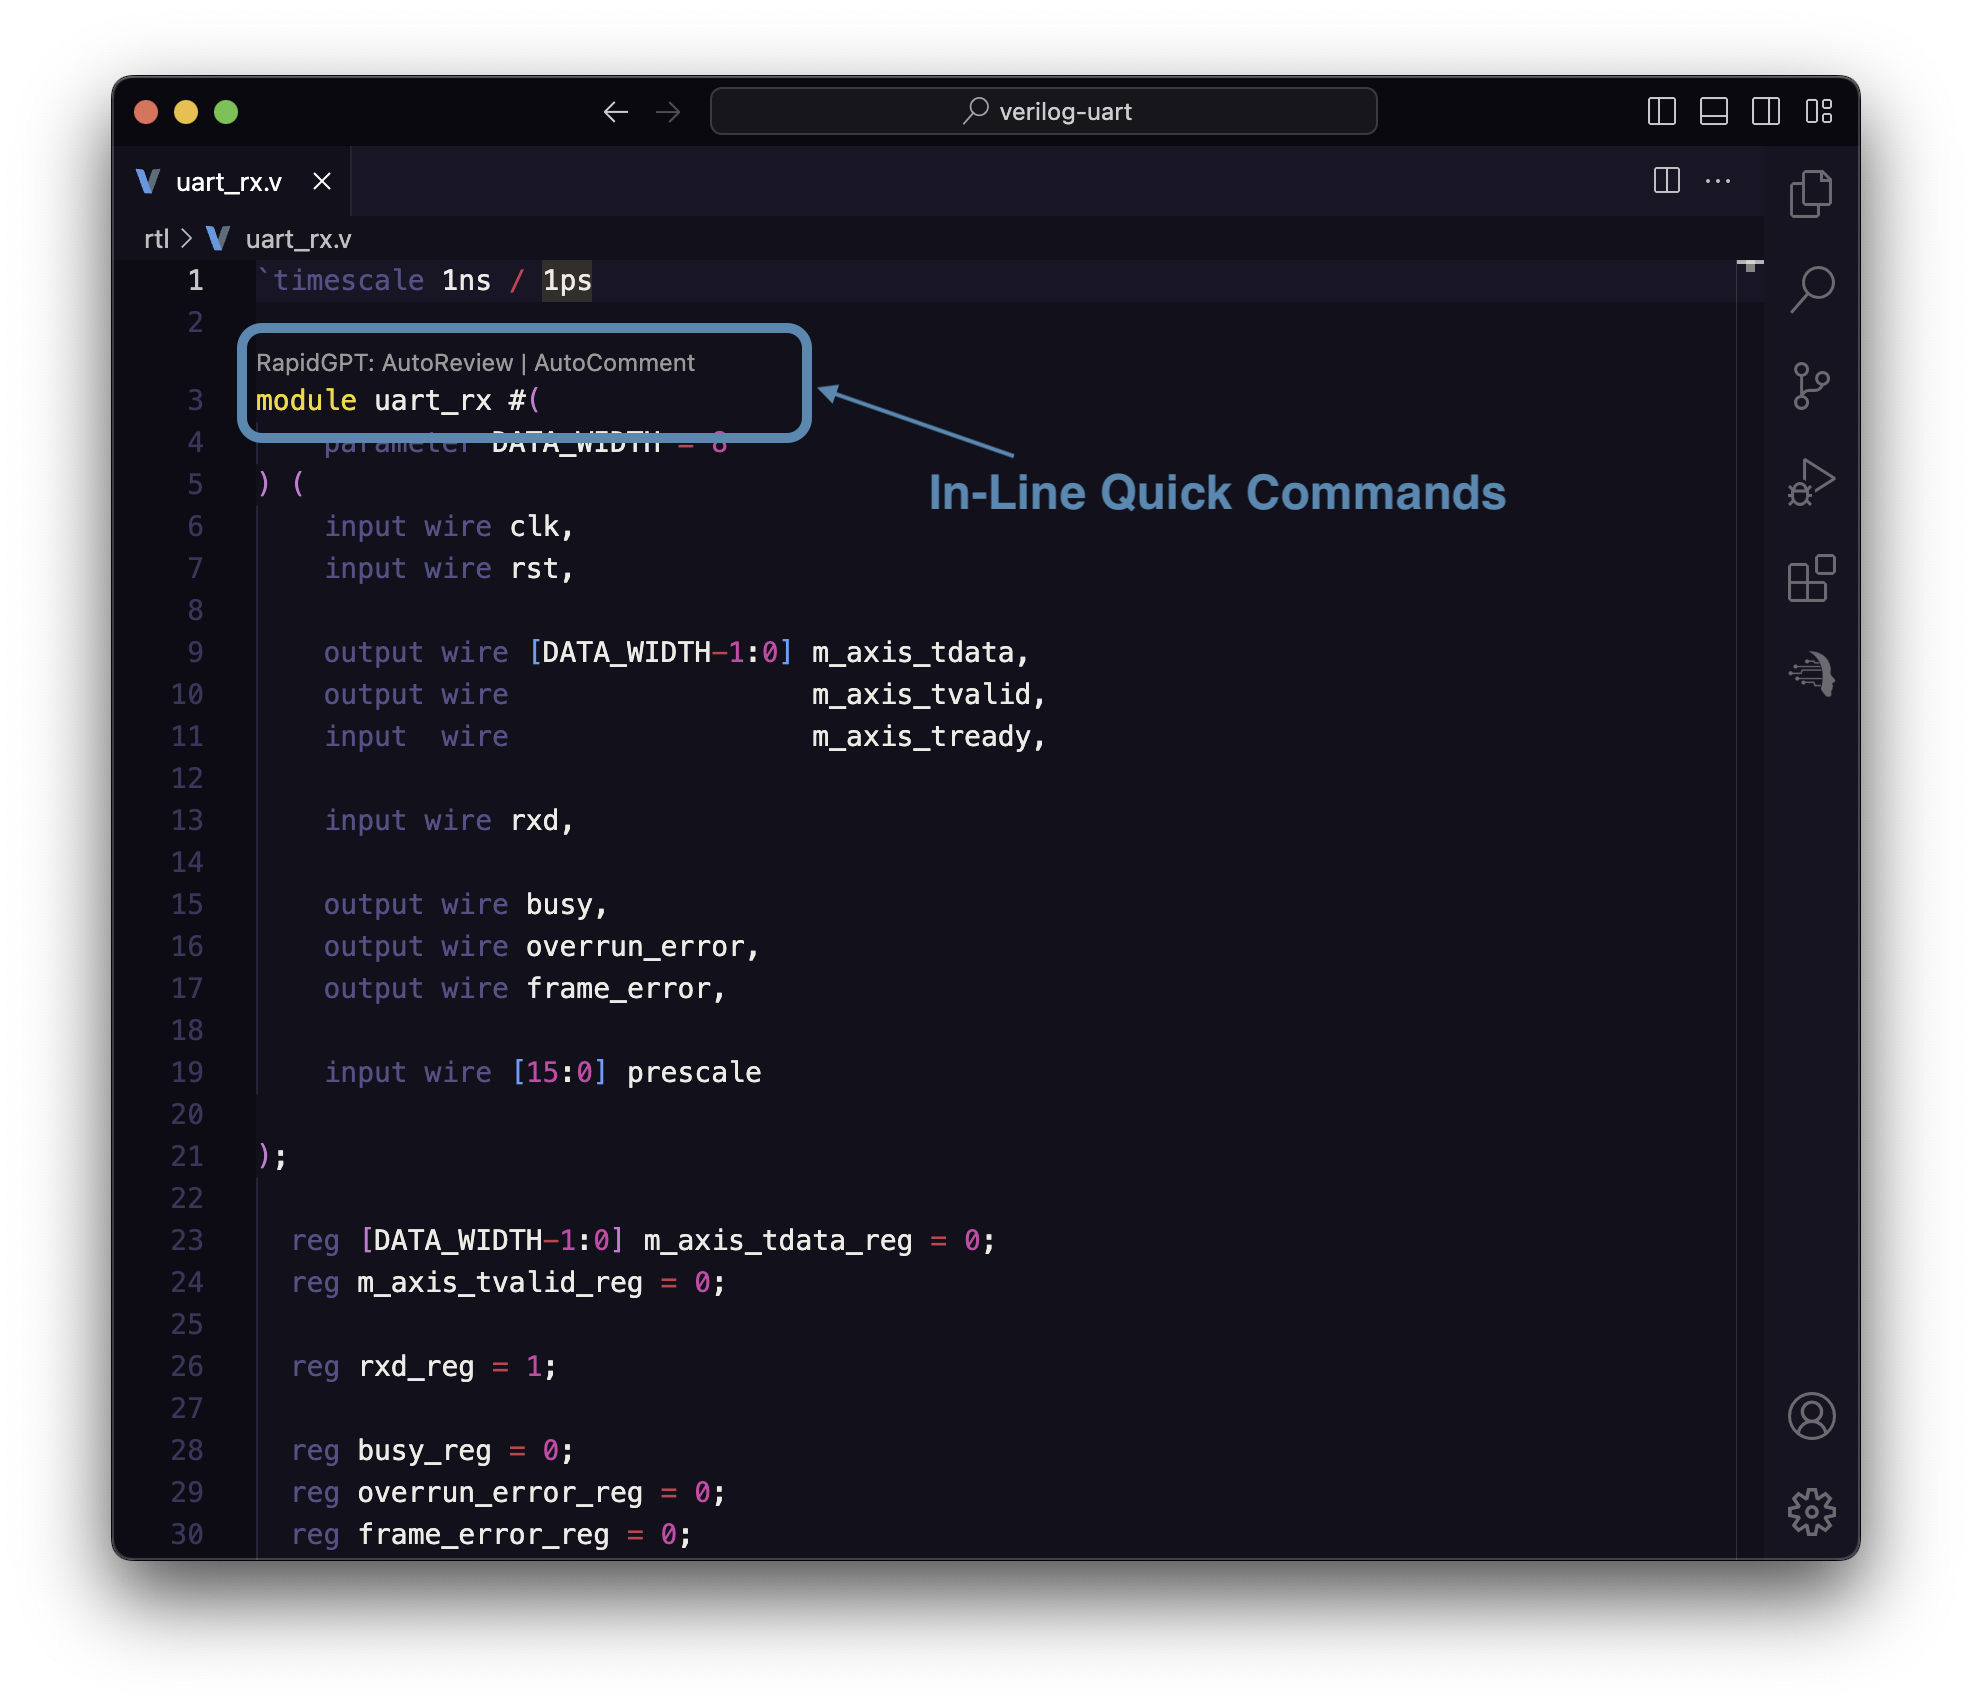 verilog-uart
uart_rx.v
rtl > uart_rx.v
1 `timescale 1ns / 1ps
2
RapidGPT: AutoReview | AutoComment
3 module uart_rx #(
4     parameter DATA_WIDTH = 8
5 ) (
In-Line Quick Commands
6     input wire clk,
7     input wire rst,
8
9     output wire [DATA_WIDTH-1:0] m_axis_tdata,
10     output wire                  m_axis_tvalid,
11     input  wire                  m_axis_tready,
12
13     input wire rxd,
14
15     output wire busy,
16     output wire overrun_error,
17     output wire frame_error,
18
19     input wire [15:0] prescale
20
21 );
22
23   reg [DATA_WIDTH-1:0] m_axis_tdata_reg = 0;
24   reg m_axis_tvalid_reg = 0;
25
26   reg rxd_reg = 1;
27
28   reg busy_reg = 0;
29   reg overrun_error_reg = 0;
30   reg frame_error_reg = 0;